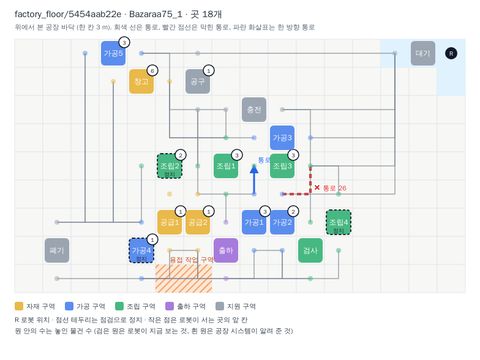 factory_floor/5454aab22e · Bazaraa75_1 · 곳 18개
위에서 본 공장 바닥 (한 칸 3 m). 회색 선은 통로, 빨간 점선은 막힌 통로, 파란 화살표는 한 방향 통로
가공5 3
대기 R
창고 6
공구 1
충전
가공3
조립2 2
조립1 3
통로
조립3 3
✕ 통로 26
공급1 1
공급2 1
가공1 3
가공2 2
조립4
폐기
가공4 1
출하
검사
용접 작업 구역
자재 구역 가공 구역 조립 구역 출하 구역 지원 구역
R 로봇 위치 · 점선 테두리는 점검으로 정지 · 작은 점은 로봇이 서는 곳의 앞 칸
원 안의 수는 놓인 물건 수 (검은 원은 로봇이 지금 보는 것, 흰 원은 공장 시스템이 알려 준 것)